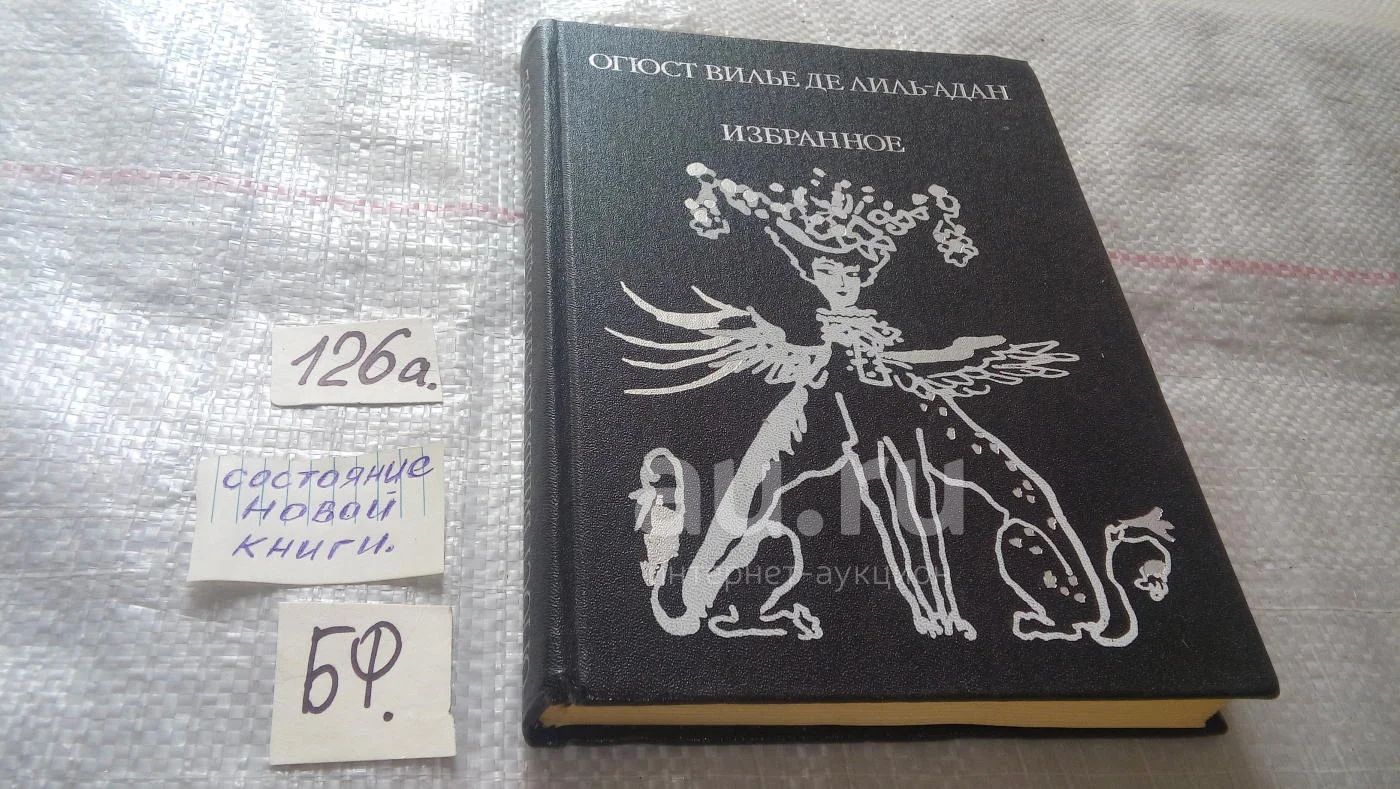 ОГЮСТ ВИЛЬЕ ДЕ ЛИЛЬ-АДАН
ИЗБРАННОЕ
126а.
состояние
новой
книги.
БФ.
au.ru
интернет-аукцион